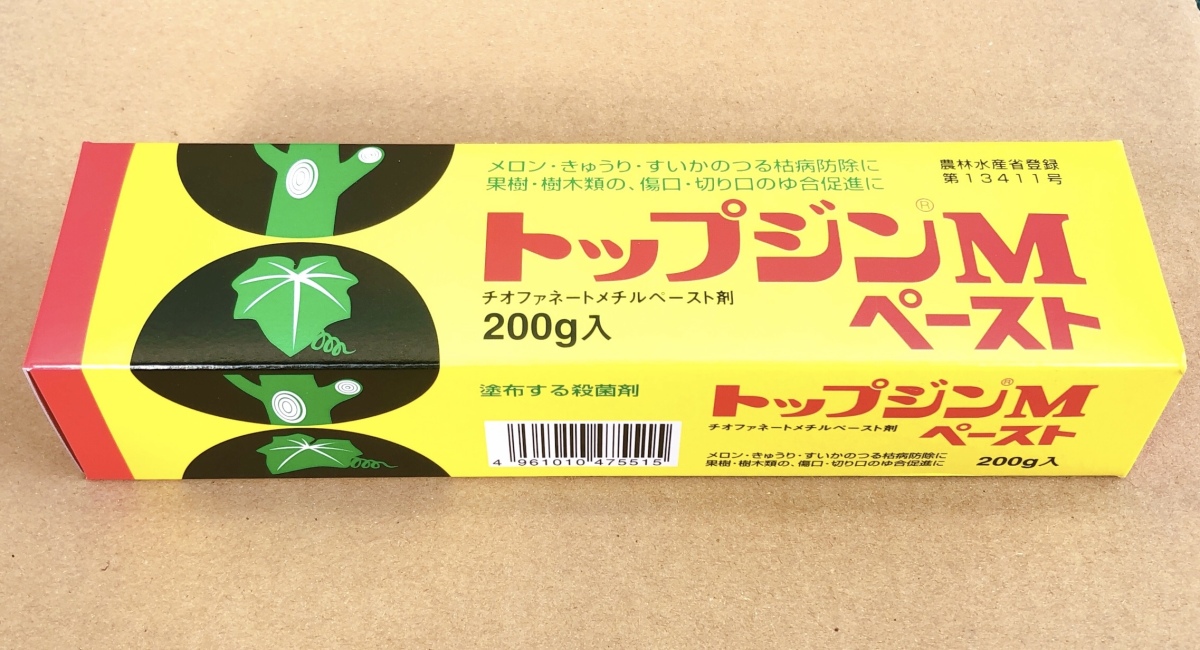 メロン・きゅうり・すいかのつる枯病防除に
果樹・樹木類の、傷口・切り口のゆ合促進に
農林水産省登録
第13411号
トップジンM®
ペースト
チオファネートメチルペースト剤
200g入
塗布する殺菌剤
4 961010 475515
トップジン®M
チオファネートメチルペースト剤
ペースト
メロン・きゅうり・すいかのつる枯病防除に
果樹・樹木類の、傷口・切り口のゆ合促進に
200g入